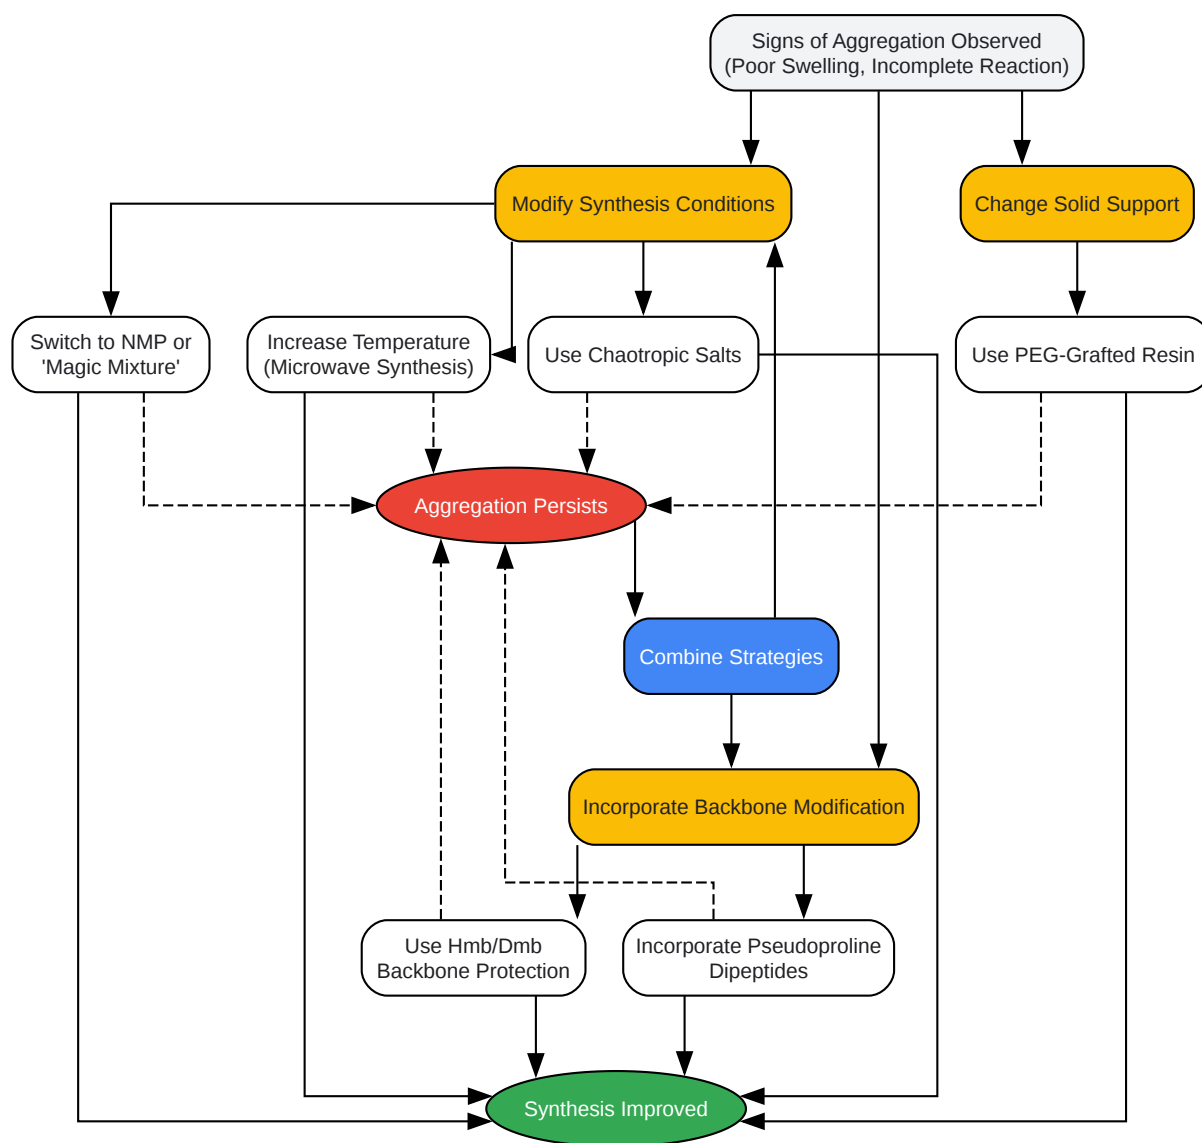 Signs of Aggregation Observed
(Poor Swelling, Incomplete Reaction)
Modify Synthesis Conditions
Change Solid Support
Switch to NMP or
'Magic Mixture'
Increase Temperature
(Microwave Synthesis)
Use Chaotropic Salts
Use PEG-Grafted Resin
Aggregation Persists
Combine Strategies
Incorporate Backbone Modification
Use Hmb/Dmb
Backbone Protection
Incorporate Pseudoproline
Dipeptides
Synthesis Improved